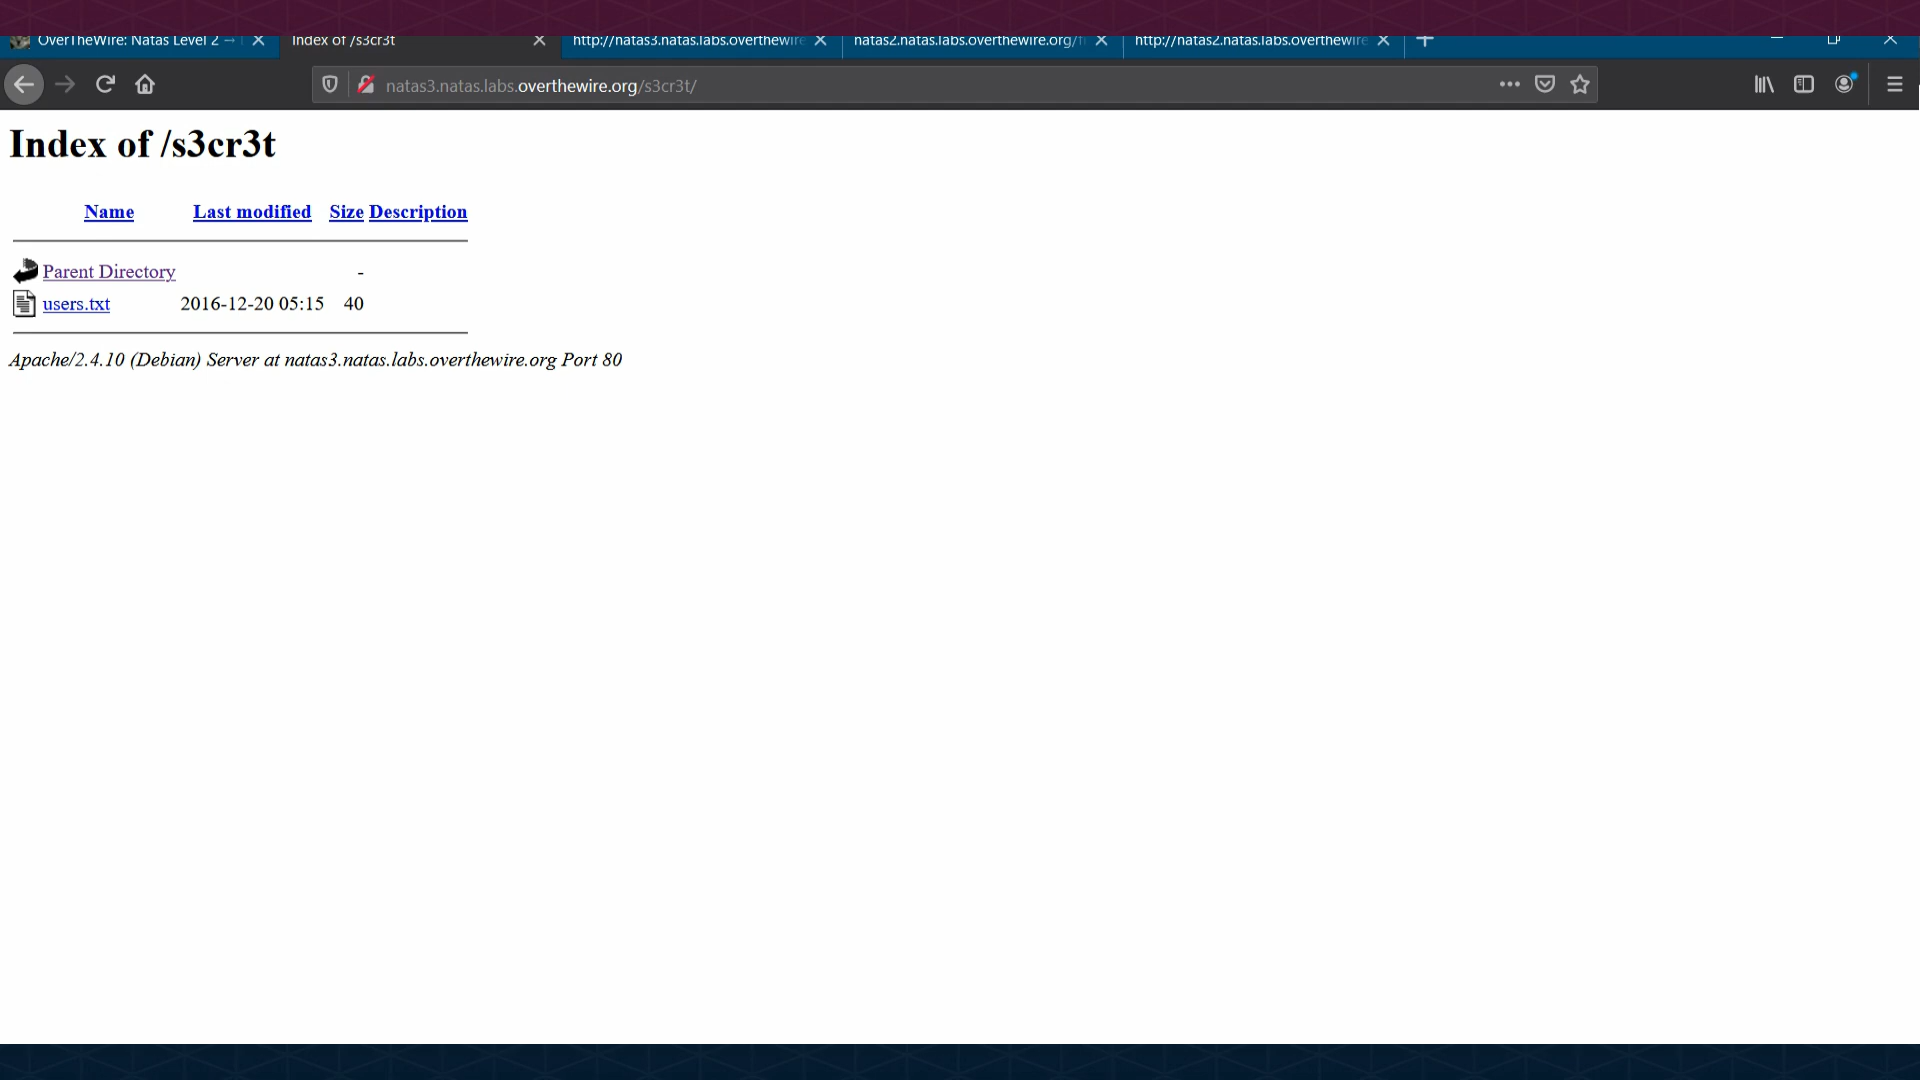 OverTheWire: Natas Level 2 →
Index of /s3cr3t
http://natas3.natas.labs.overthewire
natas2.natas.labs.overthewire.org/fi
http://natas2.natas.labs.overthewire
natas3.natas.labs.overthewire.org/s3cr3t/
Index of /s3cr3t
Name Last modified Size Description
Parent Directory -
users.txt 2016-12-20 05:15 40
Apache/2.4.10 (Debian) Server at natas3.natas.labs.overthewire.org Port 80